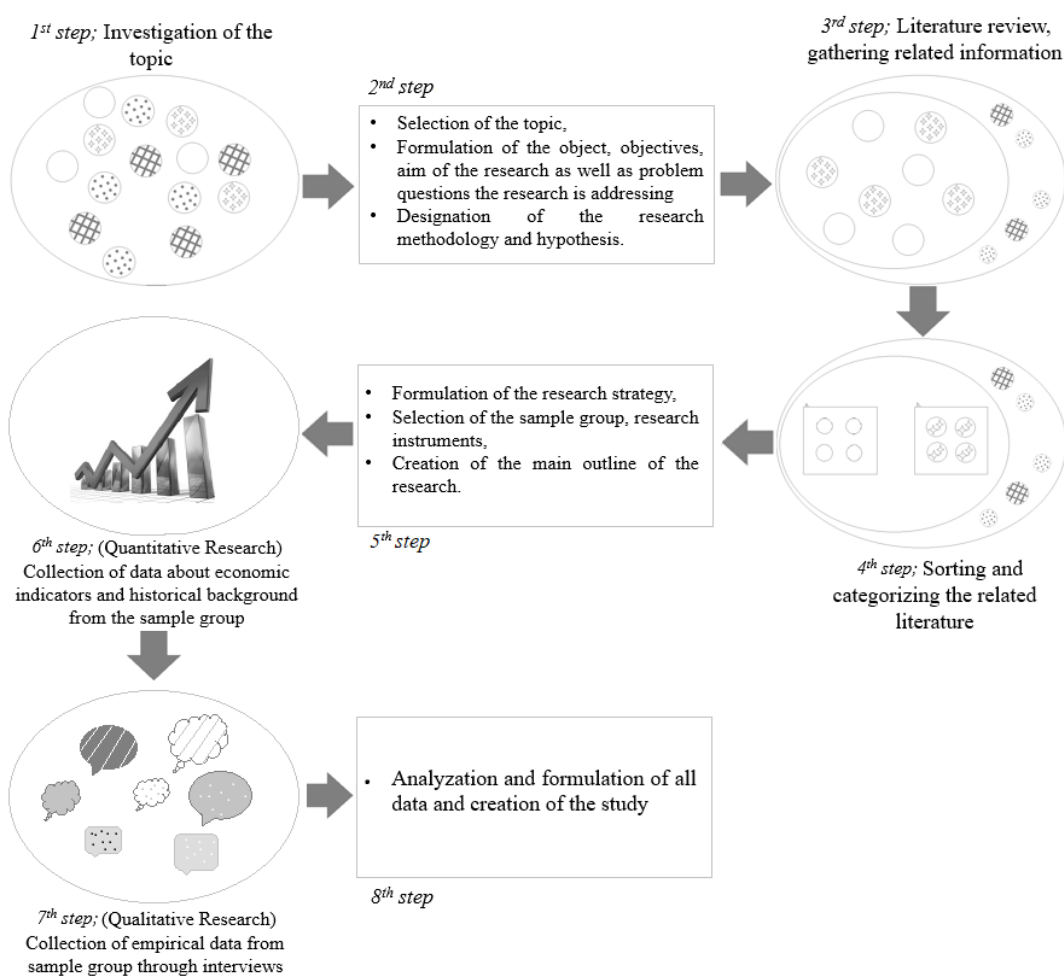 1st step; Investigation of the
topic
2nd step
• Selection of the topic,
• Formulation of the object, objectives,
aim of the research as well as problem
questions the research is addressing
• Designation of the research
methodology and hypothesis.
3rd step; Literature review,
gathering related information
4th step; Sorting and
categorizing the related
literature
• Formulation of the research strategy,
• Selection of the sample group, research
instruments,
• Creation of the main outline of the
research.
5th step
6th step; (Quantitative Research)
Collection of data about economic
indicators and historical background
from the sample group
7th step; (Qualitative Research)
Collection of empirical data from
sample group through interviews
• Analyzation and formulation of all
data and creation of the study
8th step